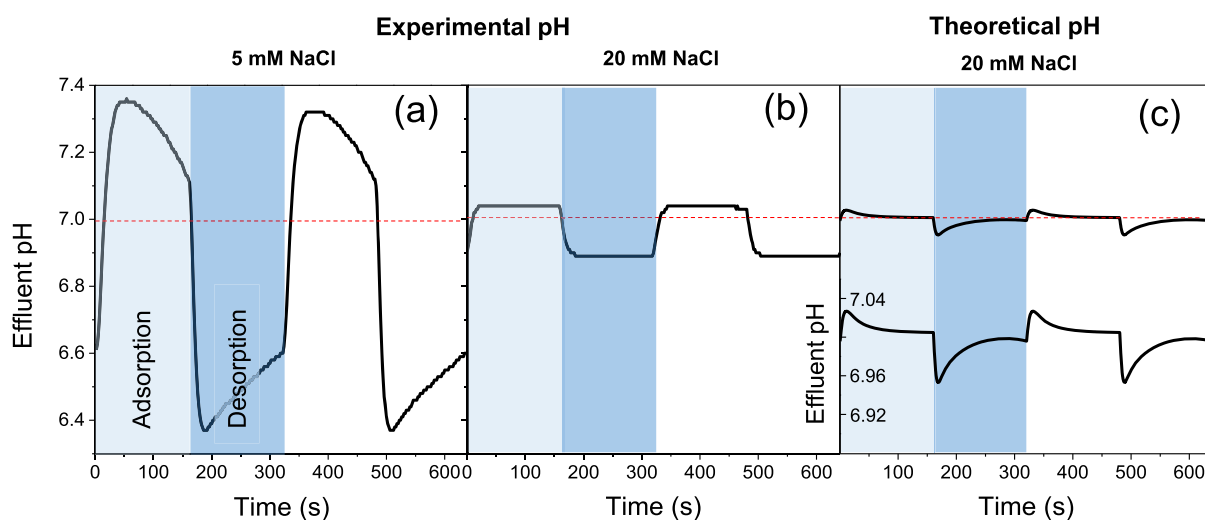 Experimental pH
Theoretical pH
5 mM NaCl
20 mM NaCl
20 mM NaCl
(a)
(b)
(c)
Effluent pH
7.4
7.2
7.0
6.8
6.6
6.4
Adsorption
Desorption
Effluent pH
7.04
6.96
6.92
0 100 200 300 400 500 600
0 100 200 300 400 500 600
100 200 300 400 500 600
Time (s)
Time (s)
Time (s)